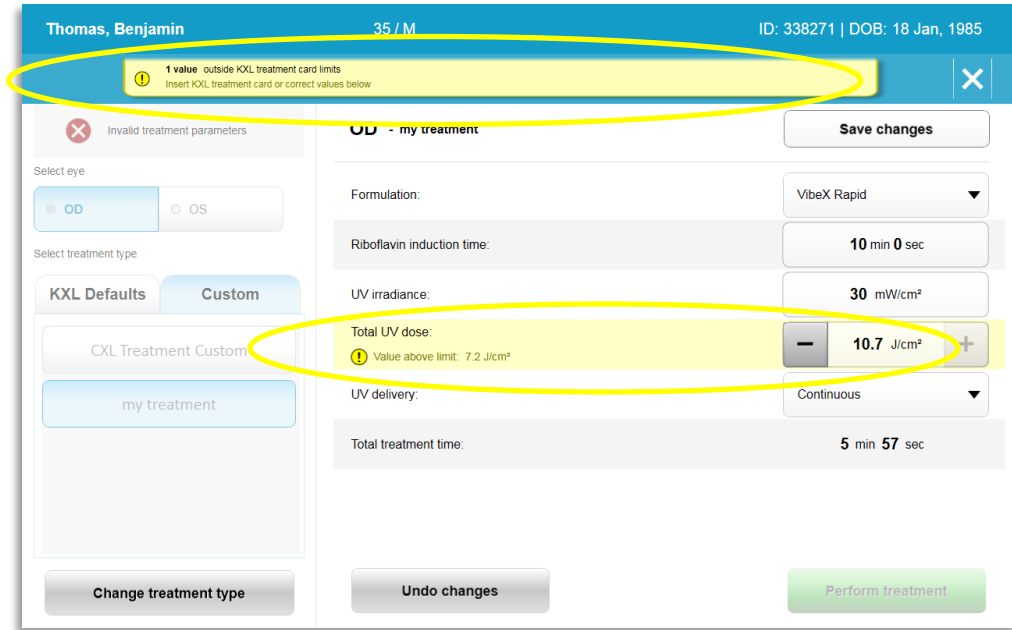 Thomas, Benjamin 35 / M ID: 338271 | DOB: 18 Jan, 1985
1 value outside KXL treatment card limits
Insert KXL treatment card or correct values below
Invalid treatment parameters
OD - my treatment
Save changes
Select eye
OD OS
Select treatment type
KXL Defaults Custom
CXL Treatment Custom
my treatment
Change treatment type
Formulation: VibeX Rapid
Riboflavin induction time: 10 min 0 sec
UV irradiance: 30 mW/cm²
Total UV dose: 10.7 J/cm²
Value above limit: 7.2 J/cm²
UV delivery: Continuous
Total treatment time: 5 min 57 sec
Undo changes
Perform treatment